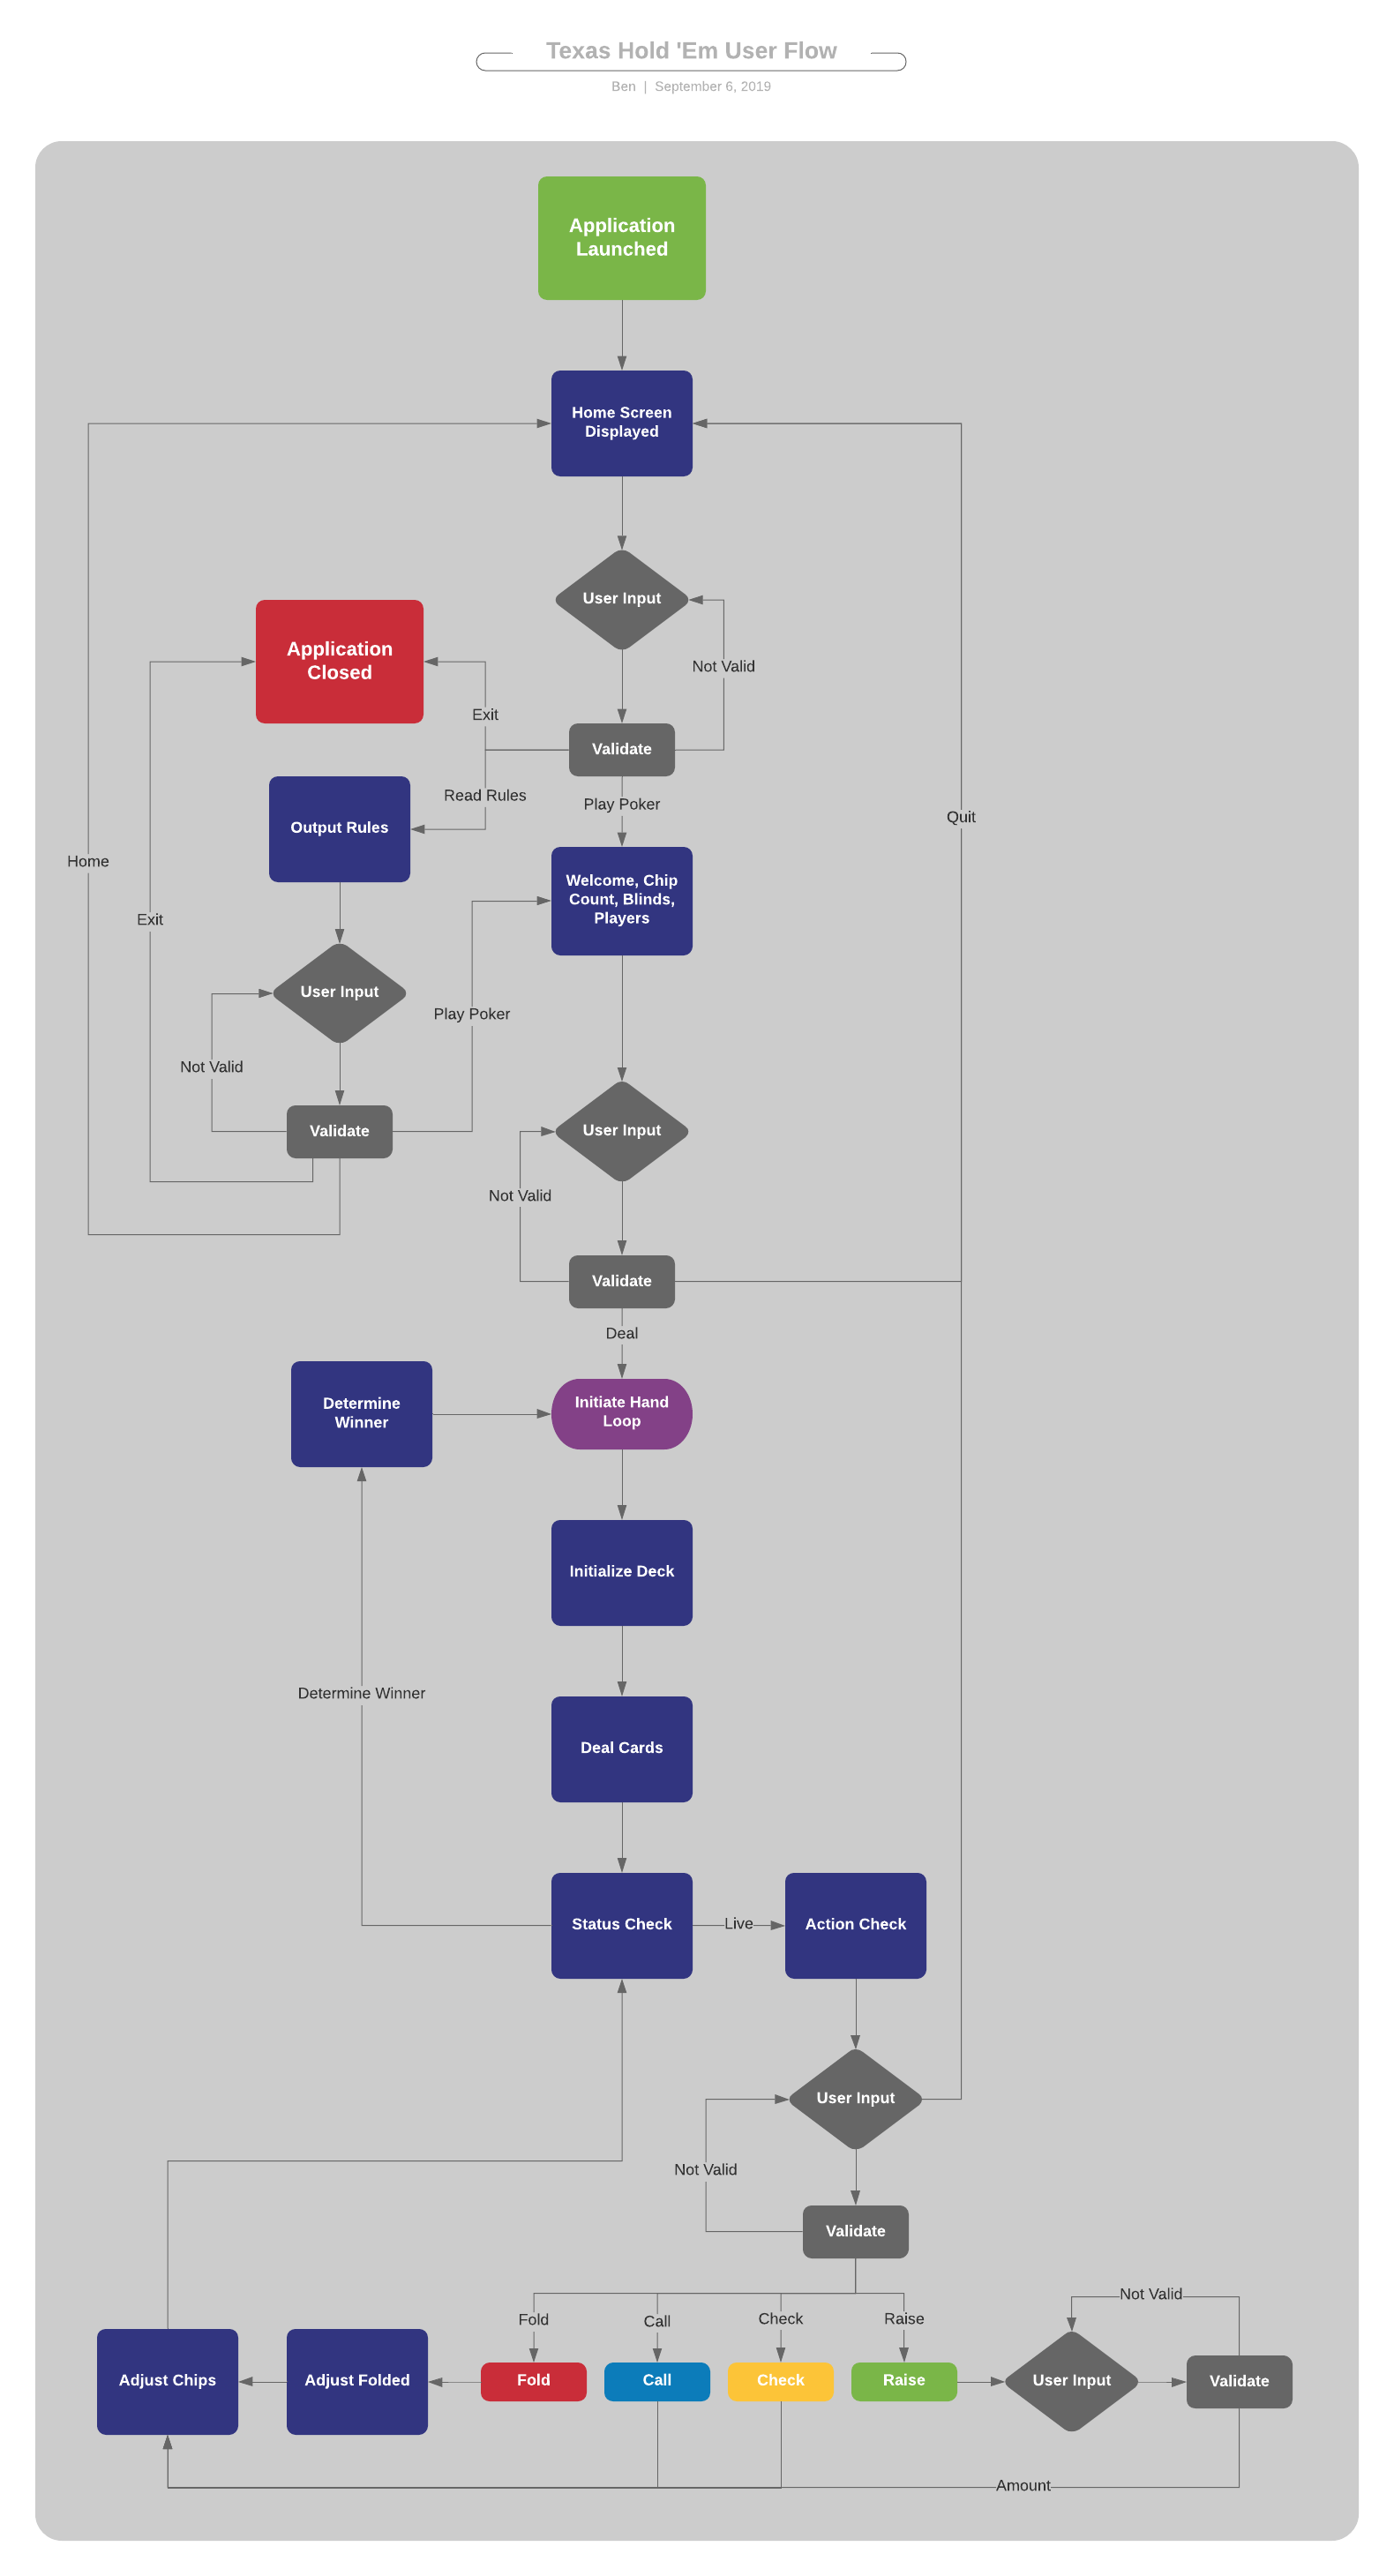 Texas Hold 'Em User Flow
Ben | September 6, 2019
Application
Launched
Home Screen
Displayed
User Input
Not Valid
Application
Closed
Exit
Validate
Read Rules
Play Poker
Output Rules
Quit
Home
Exit
Welcome, Chip
Count, Blinds,
Players
User Input
Play Poker
Not Valid
Validate
User Input
Not Valid
Validate
Deal
Determine
Winner
Initiate Hand
Loop
Initialize Deck
Determine Winner
Deal Cards
Status Check
Live
Action Check
User Input
Not Valid
Validate
Not Valid
Fold
Call
Check
Raise
Adjust Chips
Adjust Folded
Fold
Call
Check
Raise
User Input
Validate
Amount